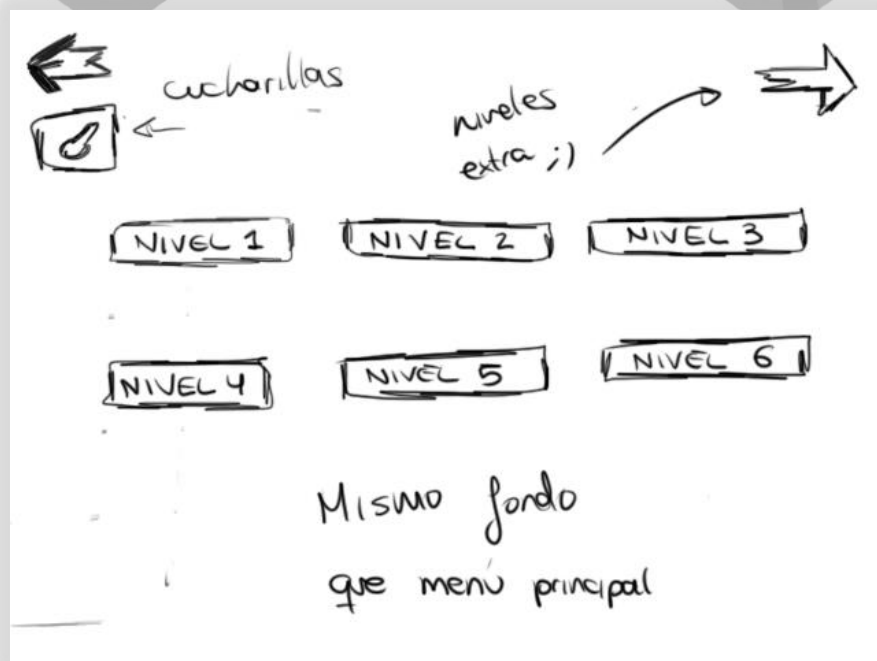 cucharillas
niveles
extra ;)
NIVEL 1
NIVEL 2
NIVEL 3
NIVEL 4
NIVEL 5
NIVEL 6
Mismo fondo
que menú principal